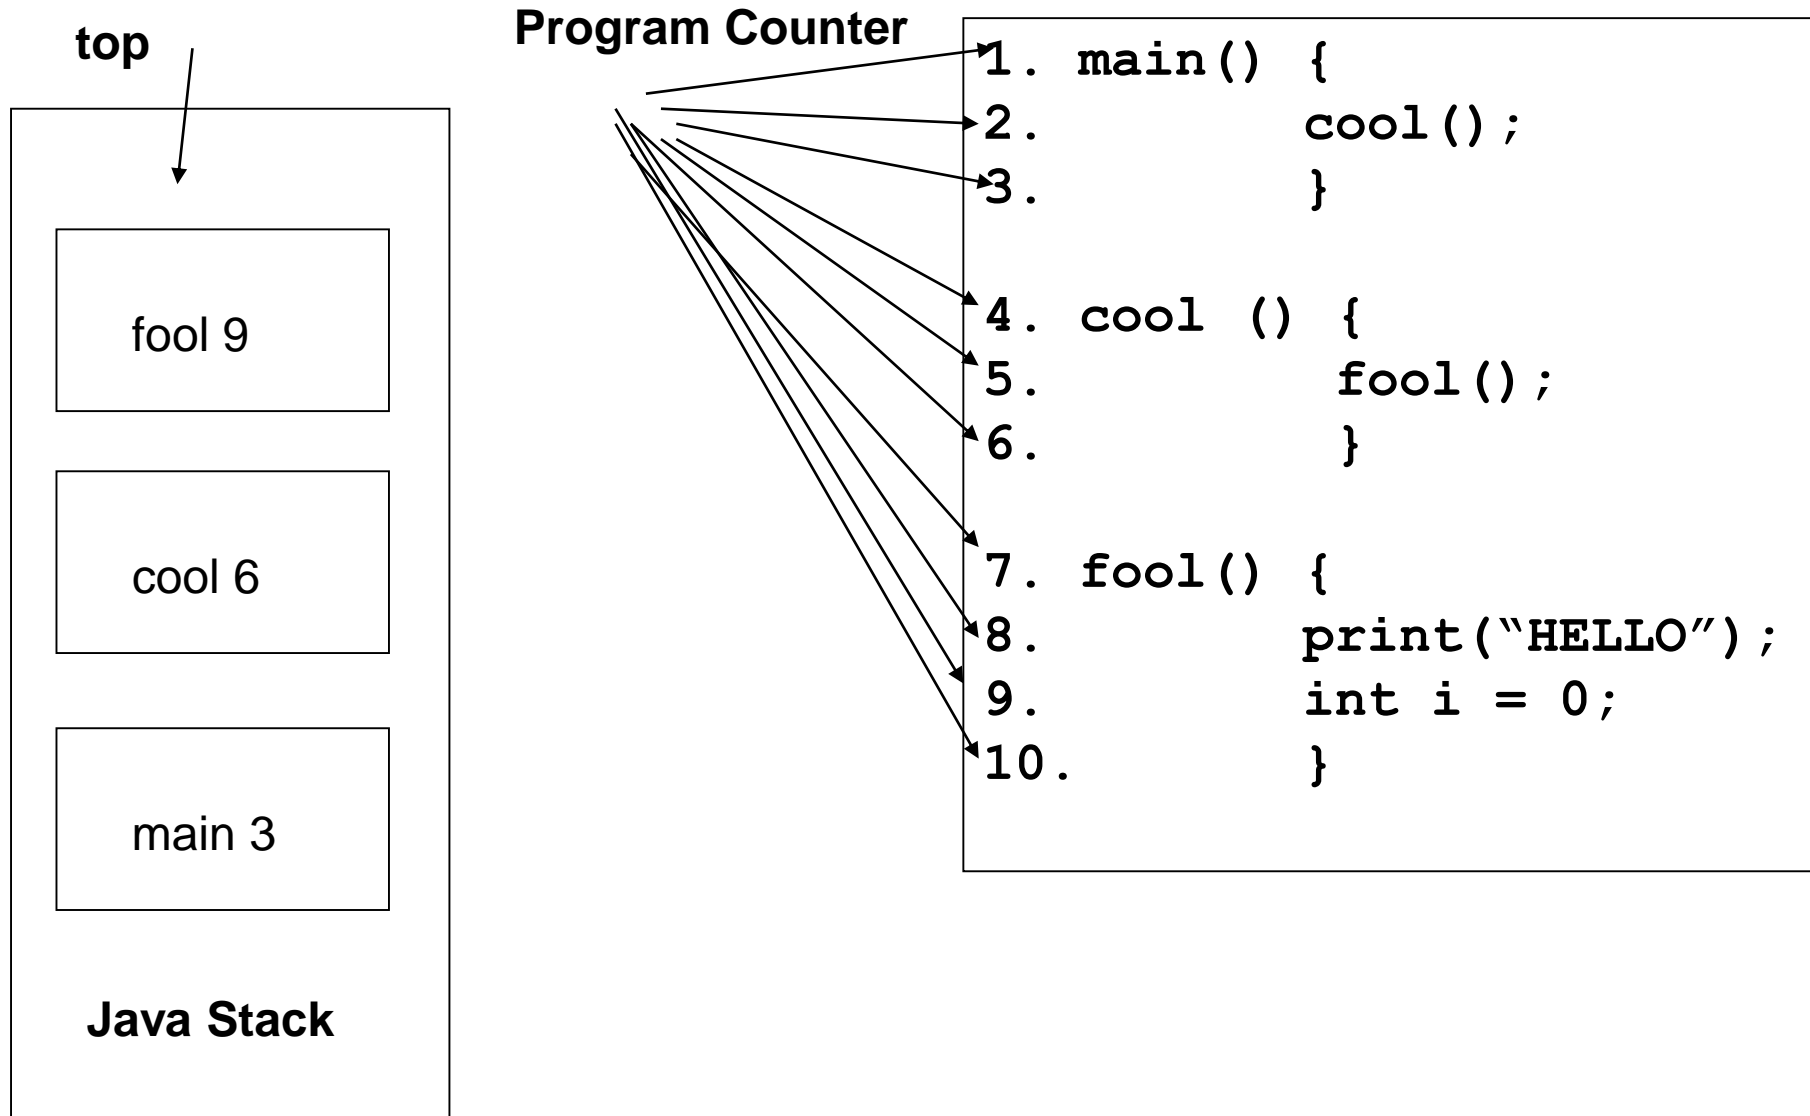 top
Program Counter
fool 9
cool 6
main 3
Java Stack
1. main() {
2. cool();
3. }
4. cool () {
5. fool();
6. }
7. fool() {
8. print(“HELLO”);
9. int i = 0;
10. }